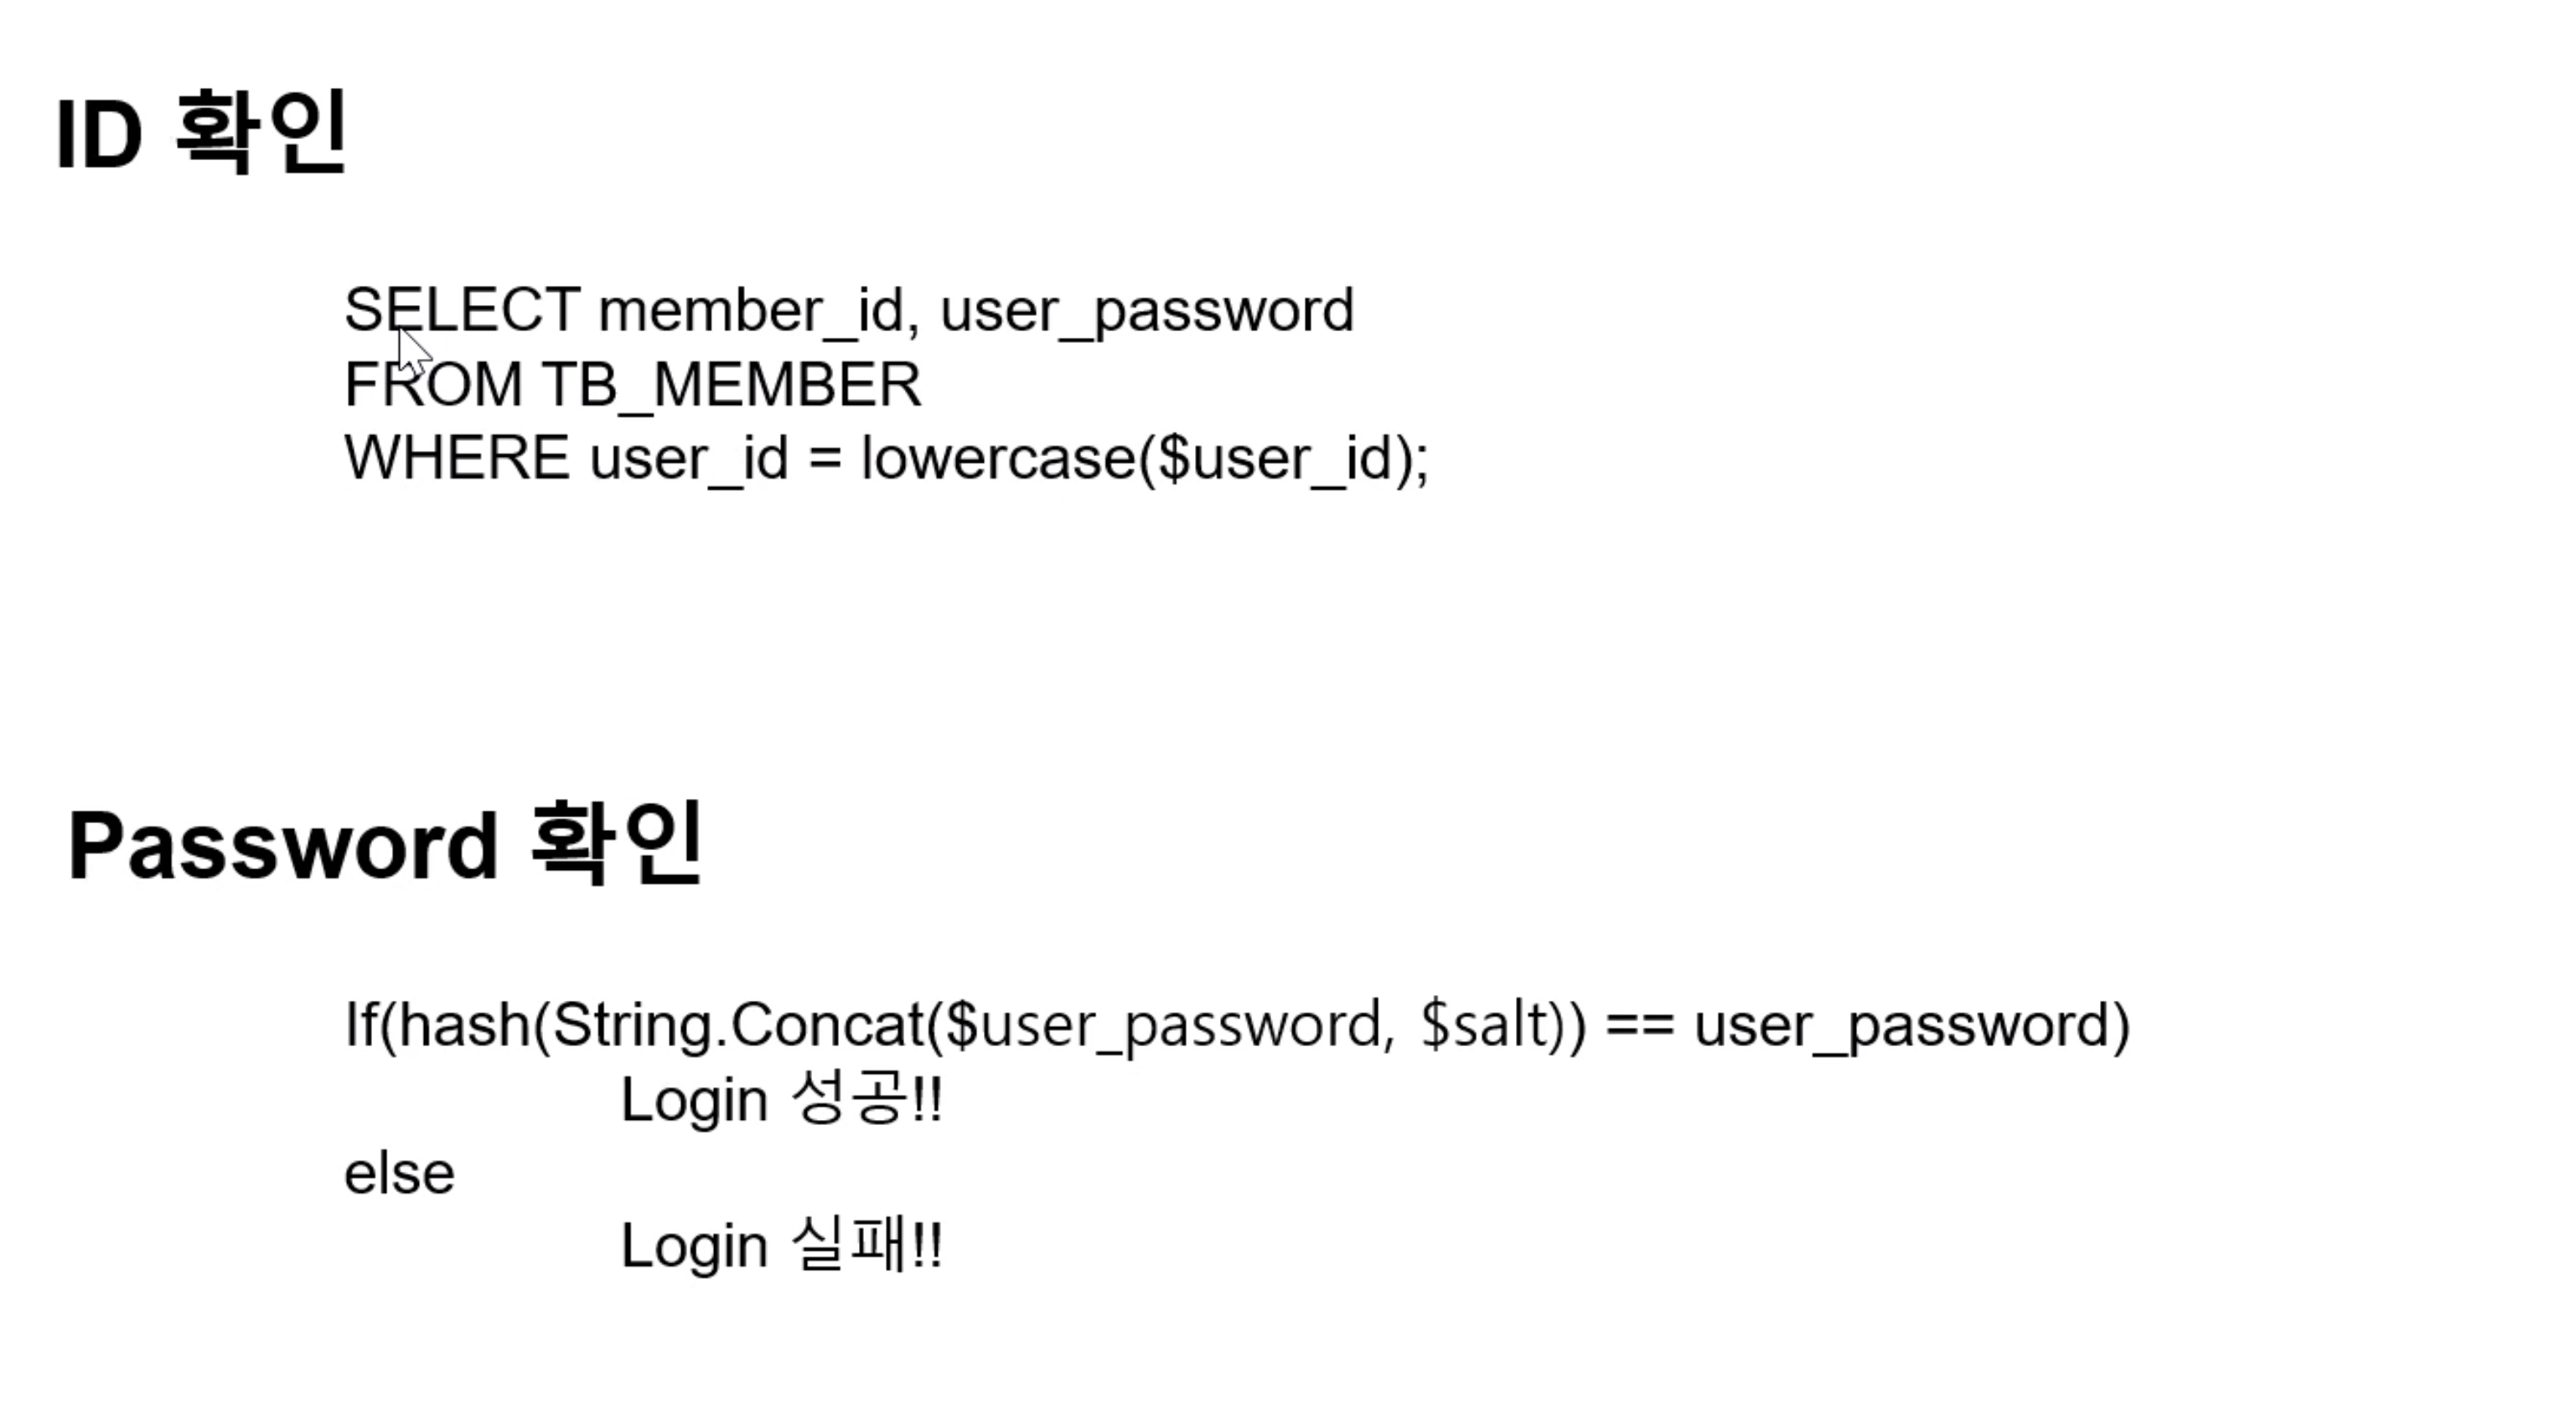 ID 확인
SELECT member_id, user_password
FROM TB_MEMBER
WHERE user_id = lowercase($user_id);
Password 확인
If(hash(String.Concat($user_password, $salt)) == user_password)
Login 성공!!
else
Login 실패!!